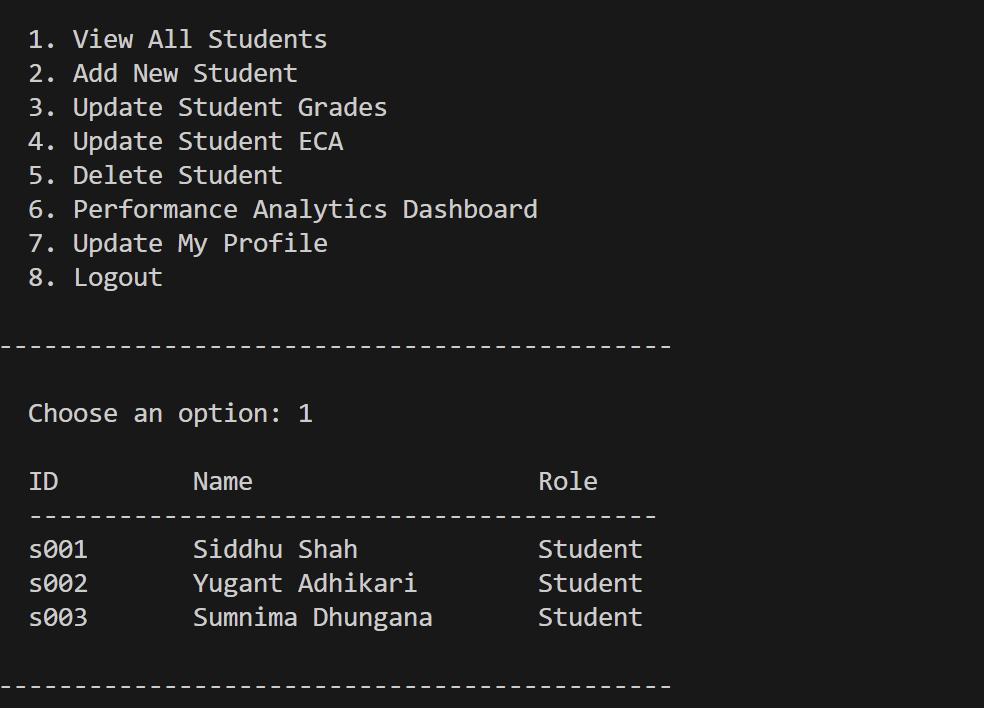 1. View All Students
2. Add New Student
3. Update Student Grades
4. Update Student ECA
5. Delete Student
6. Performance Analytics Dashboard
7. Update My Profile
8. Logout
---------------------------------------------
Choose an option: 1
ID         Name                   Role
------------------------------------------
s001       Siddhu Shah            Student
s002       Yugant Adhikari        Student
s003       Sumnima Dhungana       Student
---------------------------------------------